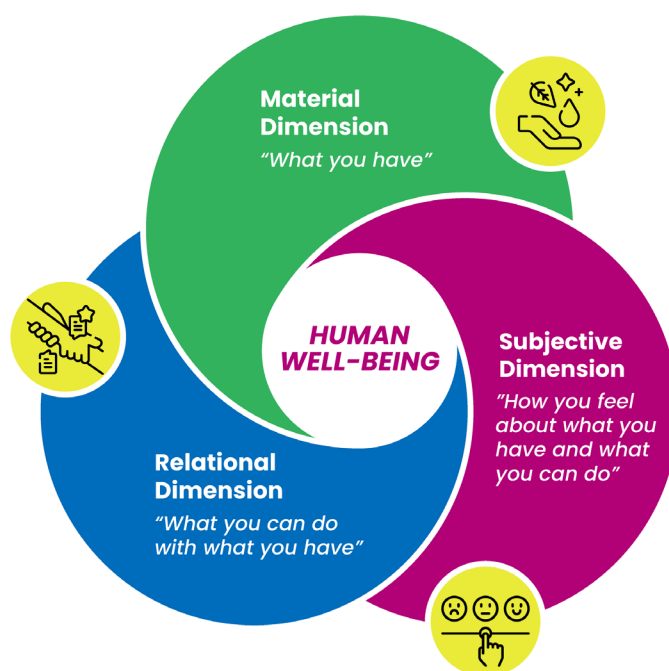 Material
Dimension
“What you have”
HUMAN
WELL-BEING
Subjective
Dimension
”How you feel
about what you
have and what
you can do”
Relational
Dimension
“What you can do
with what you have”